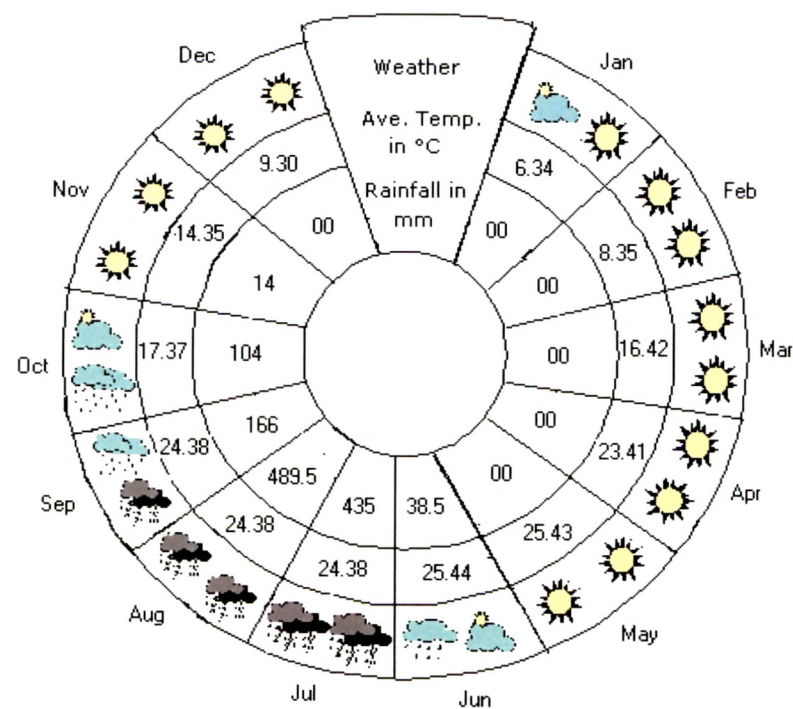 Weather
Ave. Temp.
in °C
Rainfall in
mm
Jan
6.34
00
Feb
8.35
00
Mar
16.42
00
Apr
23.41
00
May
25.43
00
Jun
25.44
38.5
Jul
24.38
435
Aug
24.38
489.5
Sep
24.38
166
Oct
17.37
104
Nov
14.35
14
Dec
9.30
00